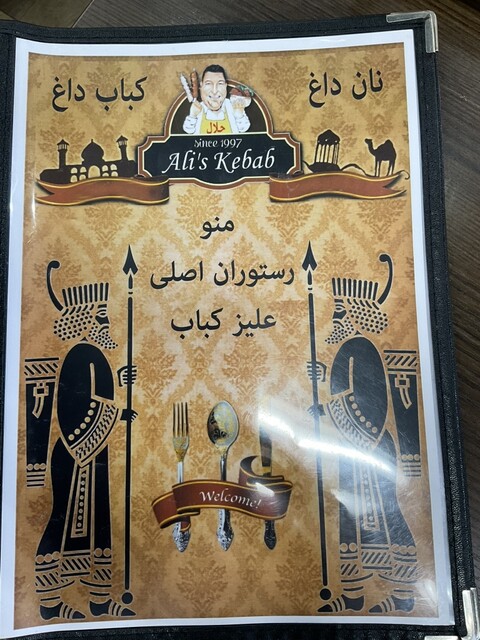 نان داغ
کباب داغ
حلال
Since 1997
Ali's Kebab
منو
رستوران اصلی
علیز کباب
Welcome!